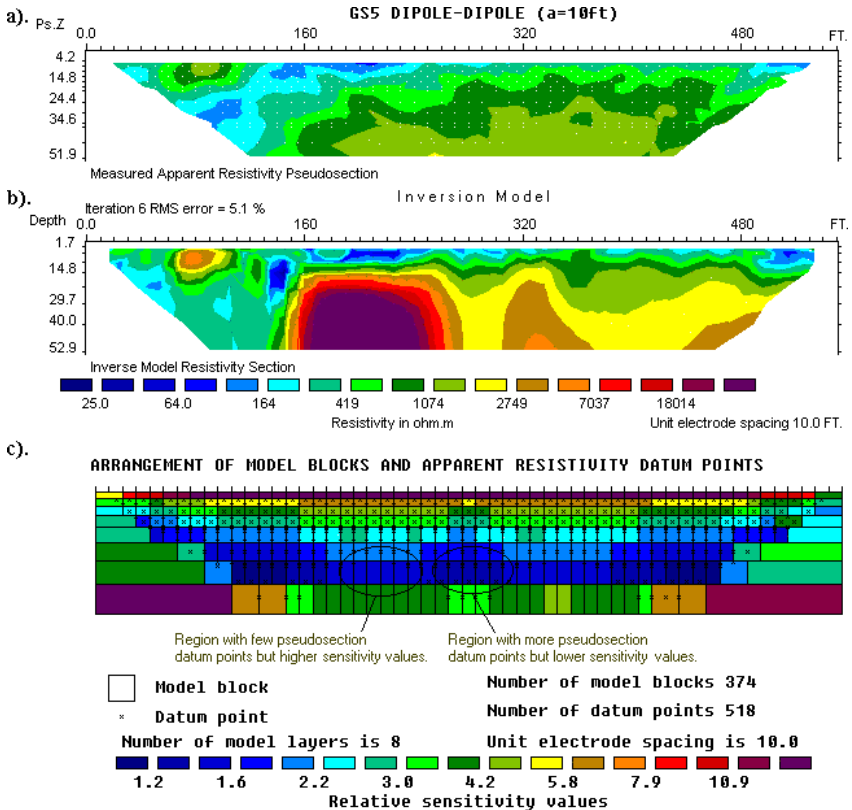 a).
GS5 DIPOLE-DIPOLE (a=10ft)
Ps.Z 0.0 160 320 480 FT.
4.2
14.8
24.4
34.6
51.9
Measured Apparent Resistivity Pseudosection
b).
Inversion Model
Iteration 6 RMS error = 5.1 %
Depth 0.0 160 320 480 FT.
1.7
14.8
29.7
40.0
52.9
Inverse Model Resistivity Section
25.0 64.0 164 419 1074 2749 7037 18014
Resistivity in ohm.m Unit electrode spacing 10.0 FT.
c).
ARRANGEMENT OF MODEL BLOCKS AND APPARENT RESISTIVITY DATUM POINTS
Region with few pseudosection
datum points but higher sensitivity values.
Region with more pseudosection
datum points but lower sensitivity values.
Model block
Datum point
Number of model blocks 374
Number of datum points 518
Number of model layers is 8 Unit electrode spacing is 10.0
1.2 1.6 2.2 3.0 4.2 5.8 7.9 10.9
Relative sensitivity values